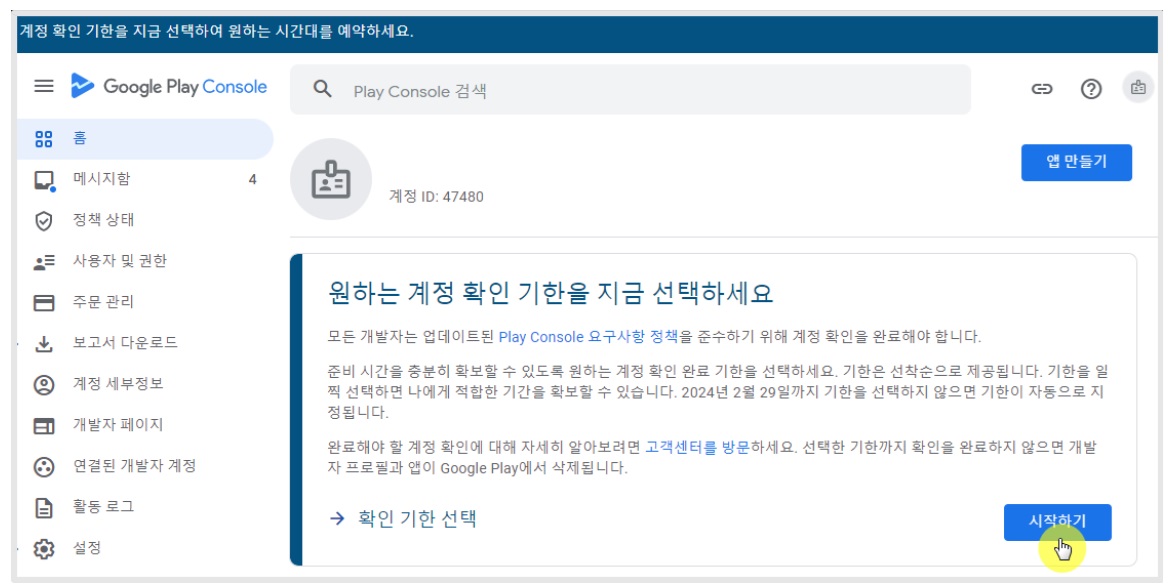 계정 확인 기한을 지금 선택하여 원하는 시간대를 예약하세요.
Google Play Console
Play Console 검색
홈
메시지함 4
정책 상태
사용자 및 권한
주문 관리
보고서 다운로드
계정 세부정보
개발자 페이지
연결된 개발자 계정
활동 로그
설정
계정 ID: 47480
앱 만들기
원하는 계정 확인 기한을 지금 선택하세요
모든 개발자는 업데이트된 Play Console 요구사항 정책을 준수하기 위해 계정 확인을 완료해야 합니다.
준비 시간을 충분히 확보할 수 있도록 원하는 계정 확인 완료 기한을 선택하세요. 기한은 선착순으로 제공됩니다. 기한을 일
찍 선택하면 나에게 적합한 기간을 확보할 수 있습니다. 2024년 2월 29일까지 기한을 선택하지 않으면 기한이 자동으로 지
정됩니다.
완료해야 할 계정 확인에 대해 자세히 알아보려면 고객센터를 방문하세요. 선택한 기한까지 확인을 완료하지 않으면 개발
자 프로필과 앱이 Google Play에서 삭제됩니다.
확인 기한 선택
시작하기